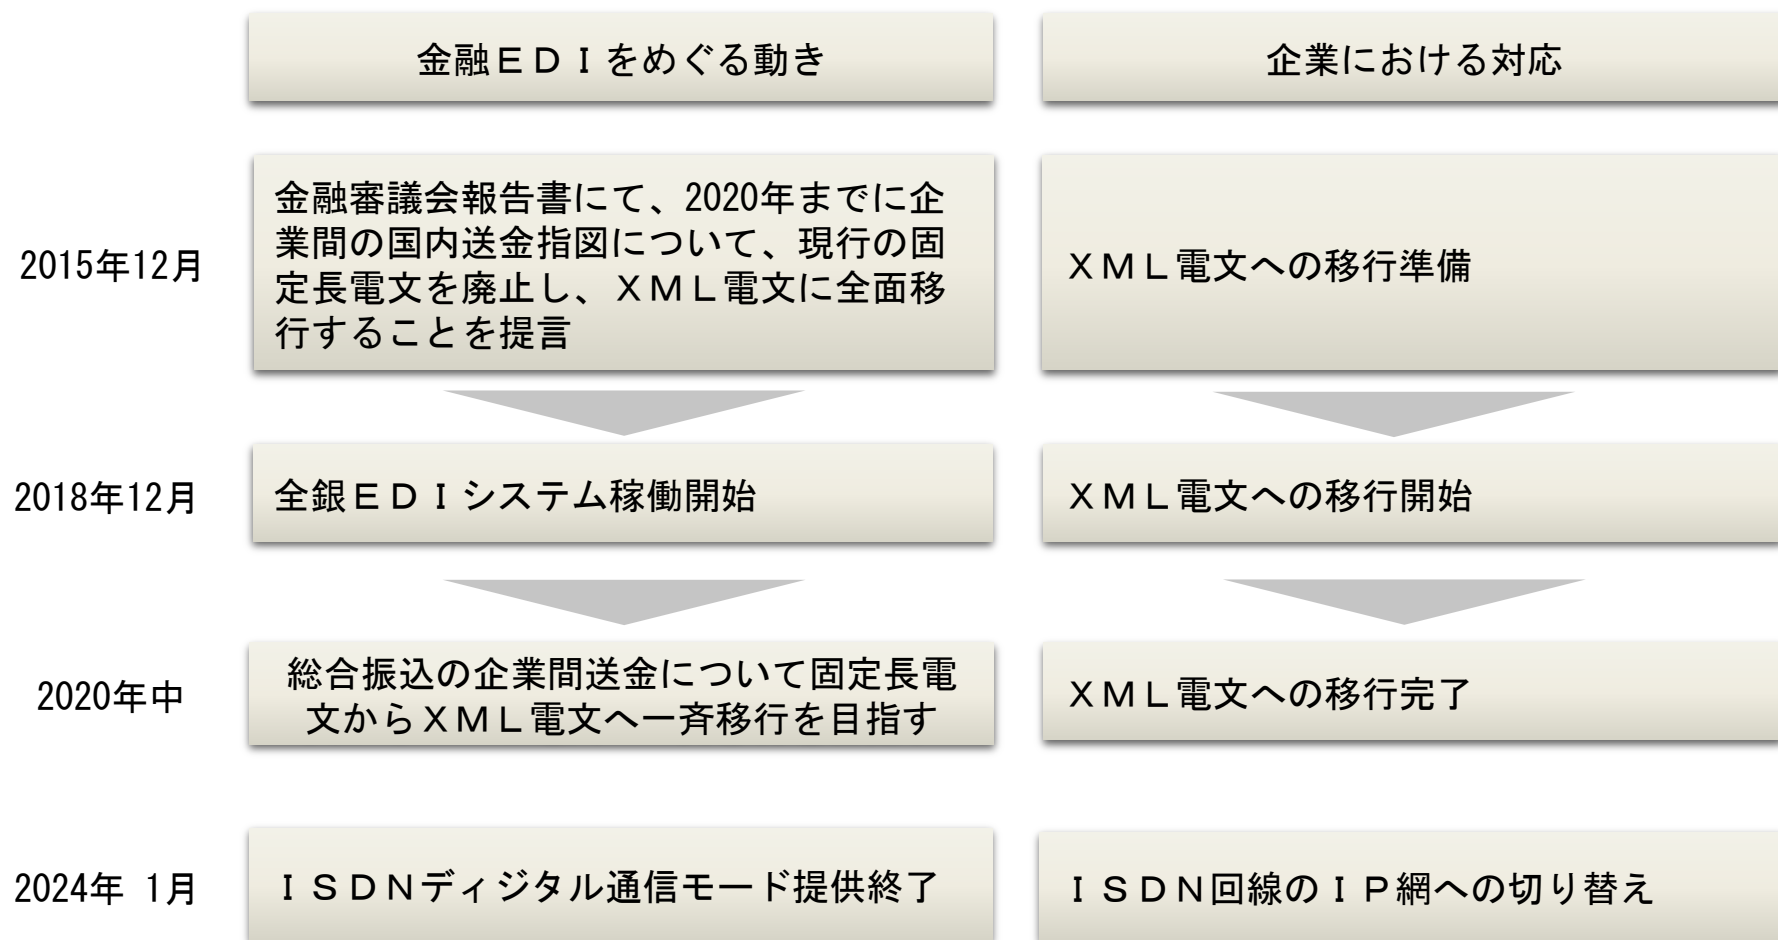 金融ＥＤＩをめぐる動き
企業における対応
2015年12月
金融審議会報告書にて、2020年までに企
業間の国内送金指図について、現行の固
定長電文を廃止し、ＸＭＬ電文に全面移
行することを提言
ＸＭＬ電文への移行準備
2018年12月
全銀ＥＤＩシステム稼働開始
ＸＭＬ電文への移行開始
2020年中
総合振込の企業間送金について固定長電
文からＸＭＬ電文へ一斉移行を目指す
ＸＭＬ電文への移行完了
2024年 1月
ＩＳＤＮディジタル通信モード提供終了
ＩＳＤＮ回線のＩＰ網への切り替え